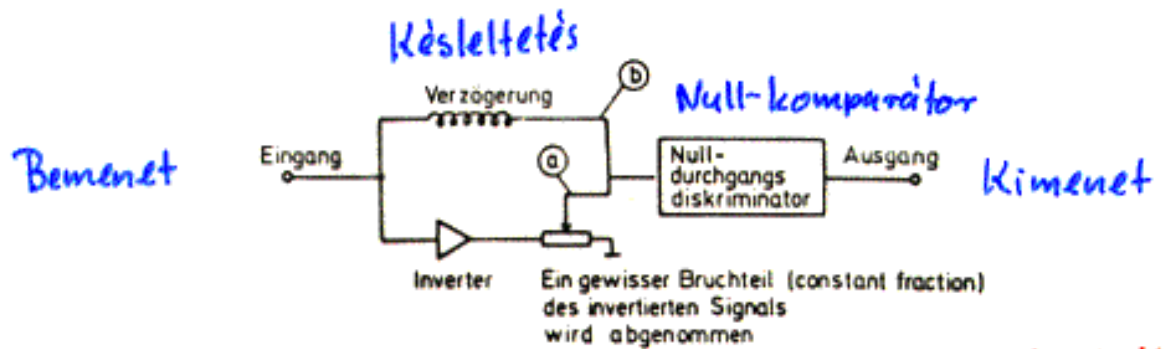 Késleltetés
b
Verzögerung
Null-komparátor
Bemenet
Eingang
a
Null-
durchgangs
diskriminator
Ausgang
Kimenet
Inverter
Ein gewisser Bruchteil (constant fraction)
des invertierten Signals
wird abgenommen